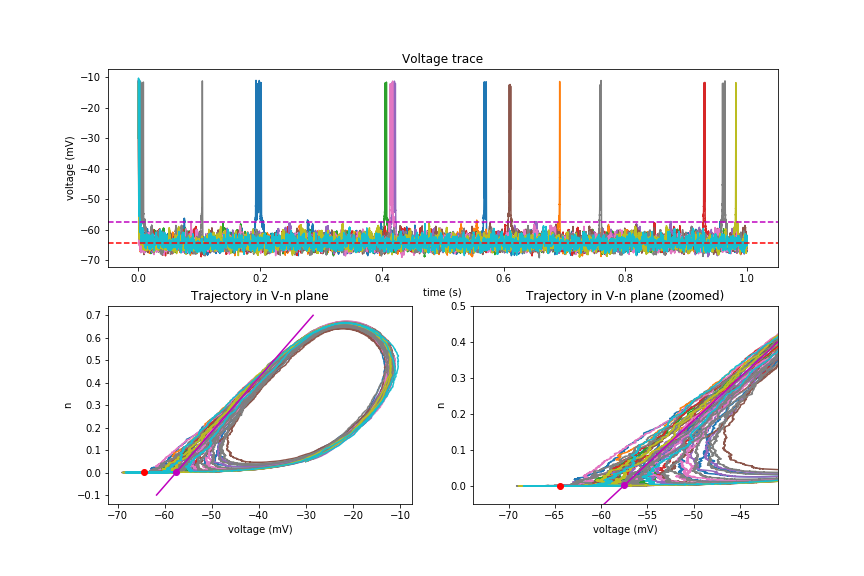 Voltage trace
−10
−20
−30
−40
−50
−60
−70
voltage (mV)
0.0 0.2 0.4 0.6 0.8 1.0
time (s)
Trajectory in V-n plane
0.7
0.6
0.5
0.4
0.3
0.2
0.1
0.0
−0.1
n
−70 −60 −50 −40 −30 −20 −10
voltage (mV)
Trajectory in V-n plane (zoomed)
0.5
0.4
0.3
0.2
0.1
0.0
n
−70 −65 −60 −55 −50 −45
voltage (mV)